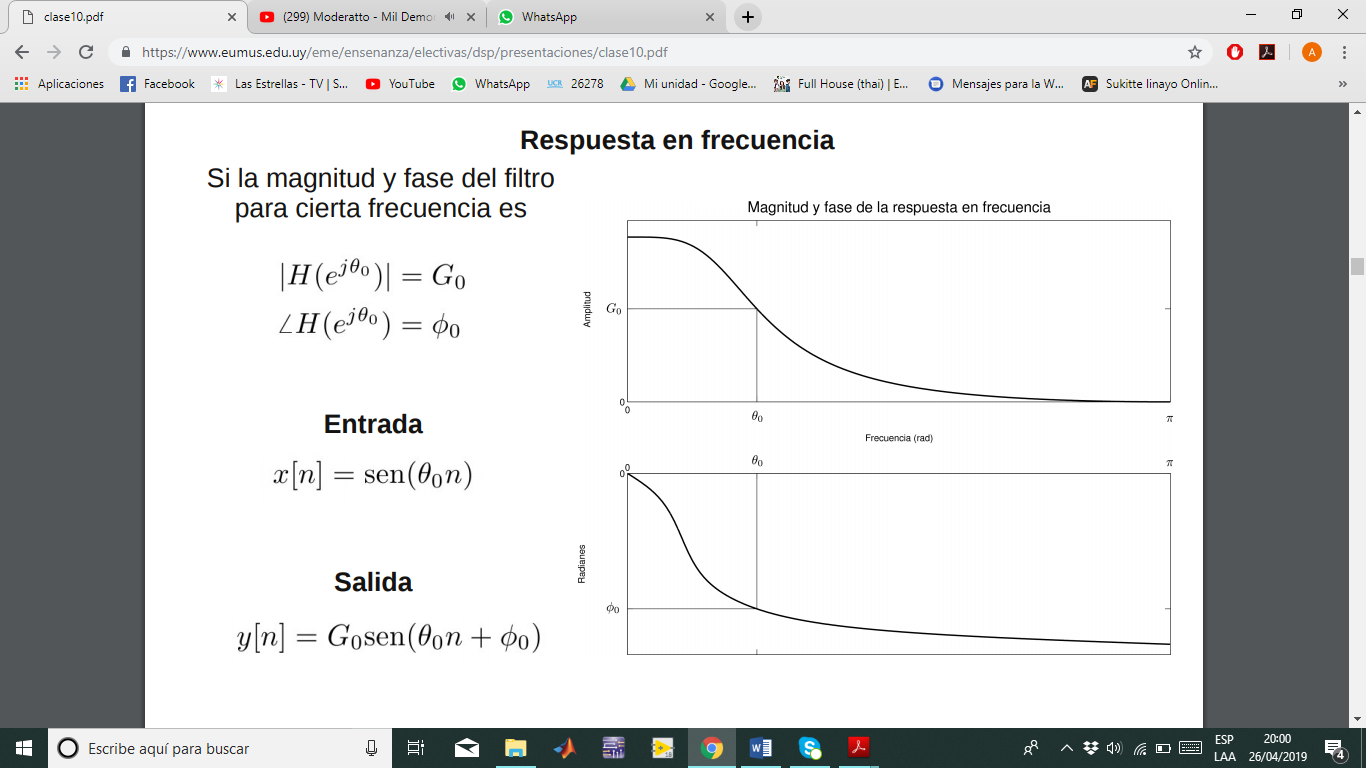 clase10.pdf
(299) Moderatto - Mil Demo
WhatsApp
https://www.eumus.edu.uy/eme/ensenanza/electivas/dsp/presentaciones/clase10.pdf
A
Aplicaciones
Facebook
Las Estrellas - TV | S...
YouTube
WhatsApp
UCR 26278
Mi unidad - Google...
Full House (thai) | E...
Mensajes para la W...
AF Sukitte Iinayo Onlin...
»
Respuesta en frecuencia
Si la magnitud y fase del filtro
para cierta frecuencia es
|H(e^{jθ₀})| = G₀
∠H(e^{jθ₀}) = ϕ₀
Entrada
x[n] = sen(θ₀n)
Salida
y[n] = G₀sen(θ₀n + ϕ₀)
Magnitud y fase de la respuesta en frecuencia
Amplitud
G₀
0
0
θ₀
π
Frecuencia (rad)
0
θ₀
π
0
Radianes
ϕ₀
Escribe aquí para buscar
ESP
LAA
20:00
26/04/2019
4